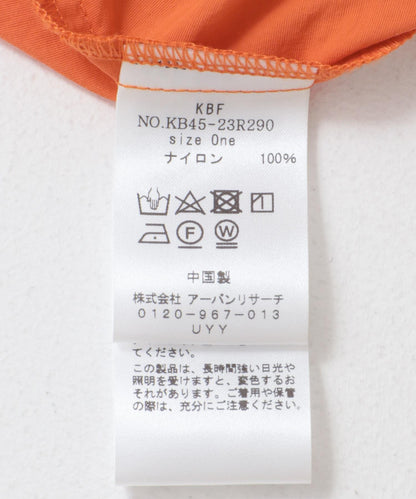 KBF
NO.KB45-23R290
size One
ナイロン 100%
F W
中国製
株式会社 アーバンリサーチ
0120-967-013
UYY
てください。
この製品は、長時間強い日光や
照明を受けますと、変色するお
それがあります。ご着用や保管
の際は、充分にご注意ください。